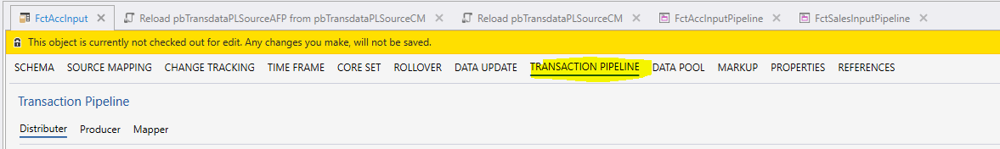 FctAccInput Reload pbTransdataPLSourceAFP from pbTransdataPLSourceCM Reload pbTransdataPLSourceCM FctAccInputPipeline FctSalesInputPipeline
This object is currently not checked out for edit. Any changes you make, will not be saved.
SCHEMA SOURCE MAPPING CHANGE TRACKING TIME FRAME CORE SET ROLLOVER DATA UPDATE TRANSACTION PIPELINE DATA POOL MARKUP PROPERTIES REFERENCES
Transaction Pipeline
Distributer Producer Mapper